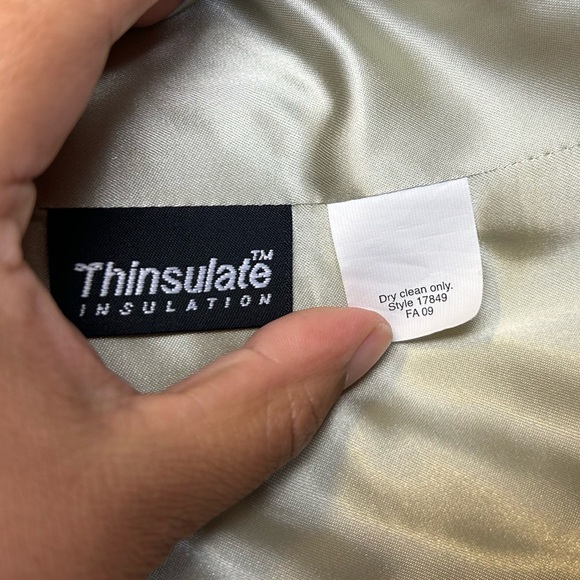 Thinsulate™
INSULATION
Dry clean only.
Style 17849
FA 09